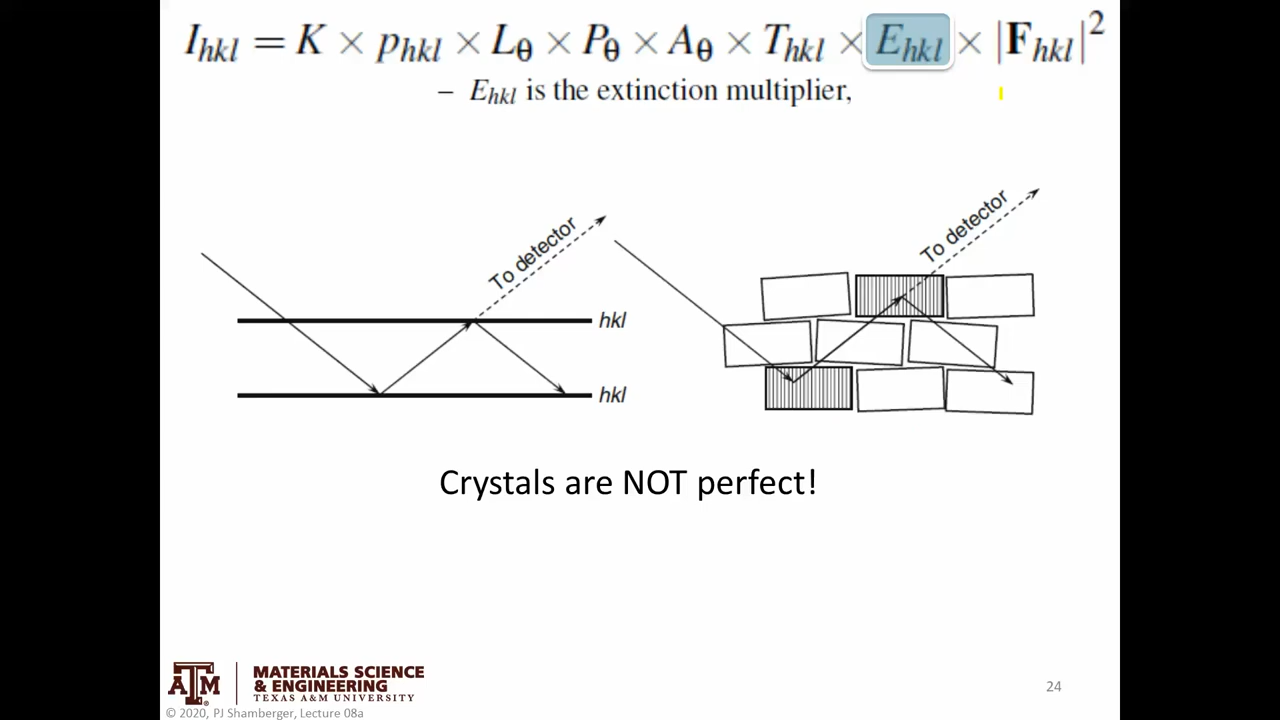 I_hkl = K × p_hkl × L_θ × P_θ × A_θ × T_hkl × E_hkl × |F_hkl|²
– E_hkl is the extinction multiplier,
To detector
hkl
hkl
To detector
Crystals are NOT perfect!
ATM
MATERIALS SCIENCE
& ENGINEERING
TEXAS A&M UNIVERSITY
24
© 2020, PJ Shamberger, Lecture 08a